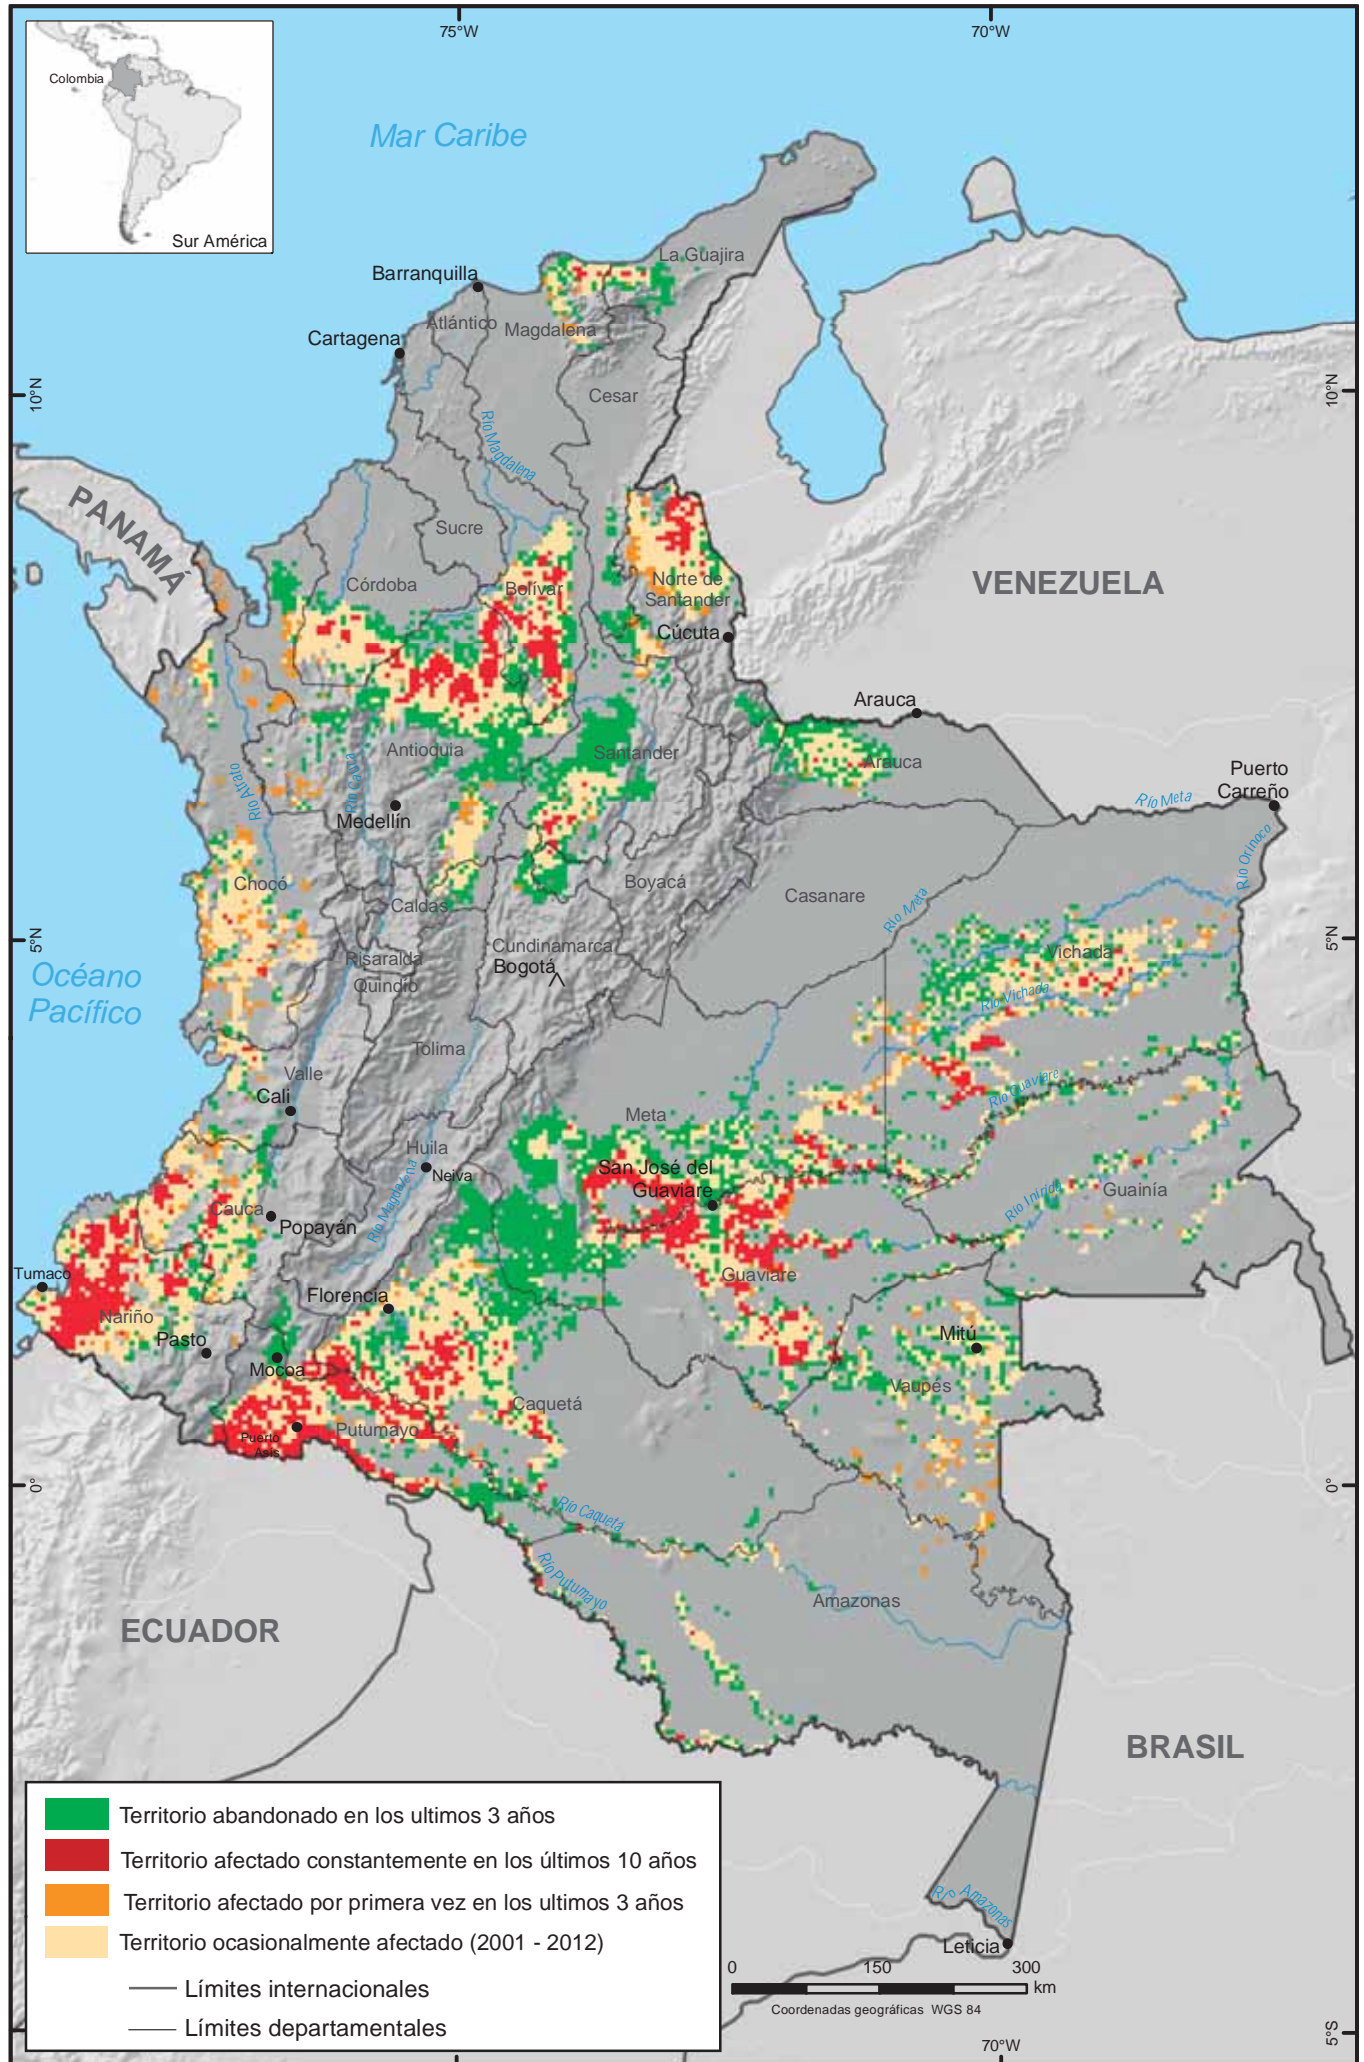 75°W
70°W
Colombia
Sur América
Mar Caribe
La Guajira
Barranquilla
Atlántico
Magdalena
Cartagena
Cesar
10°N
10°N
Río Magdalena
PANAMÁ
Sucre
Córdoba
Bolívar
Norte de
Santander
VENEZUELA
Cúcuta
Arauca
Antioquia
Santander
Arauca
Río Atrato
Río Cauca
Puerto
Carreño
Río Meta
Medellín
Río Orinoco
Chocó
Boyacá
Casanare
Caldas
Río Meta
5°N
5°N
Cundinamarca
Vichada
Risaralda
Bogotá
Océano
Pacífico
Quindío
Río Vichada
Tolima
Valle
Cali
Río Guaviare
Meta
Huila
Neiva
San José del
Guaviare
Río Inírida
Guainía
Río Magdalena
Cauca
Popayán
Tumaco
Guaviare
Florencia
Nariño
Pasto
Mitú
Mocoa
Vaupés
Caquetá
Putumayo
Puerto
Asís
0°
0°
Río Caquetá
Río Putumayo
Amazonas
ECUADOR
BRASIL
Territorio abandonado en los ultimos 3 años
Territorio afectado constantemente en los últimos 10 años
Territorio afectado por primera vez en los ultimos 3 años
Territorio ocasionalmente afectado (2001 - 2012)
Límites internacionales
Límites departamentales
Río Amazonas
Leticia
0 150 300
km
Coordenadas geográficas WGS 84
5°S
70°W